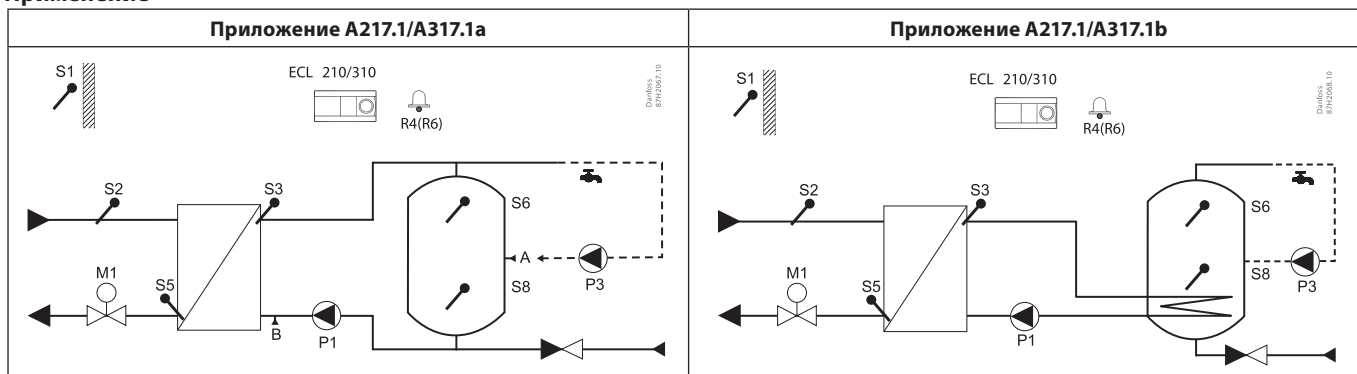 Применение
Приложение A217.1/A317.1a
Приложение A217.1/A317.1b
S1
ECL 210/310
R4(R6)
Danfoss
87H2067.10
S2
S3
S6
A
P3
S8
M1
S5
B
P1
S1
ECL 210/310
R4(R6)
Danfoss
87H2068.10
S2
S3
S6
S8
P3
M1
S5
P1